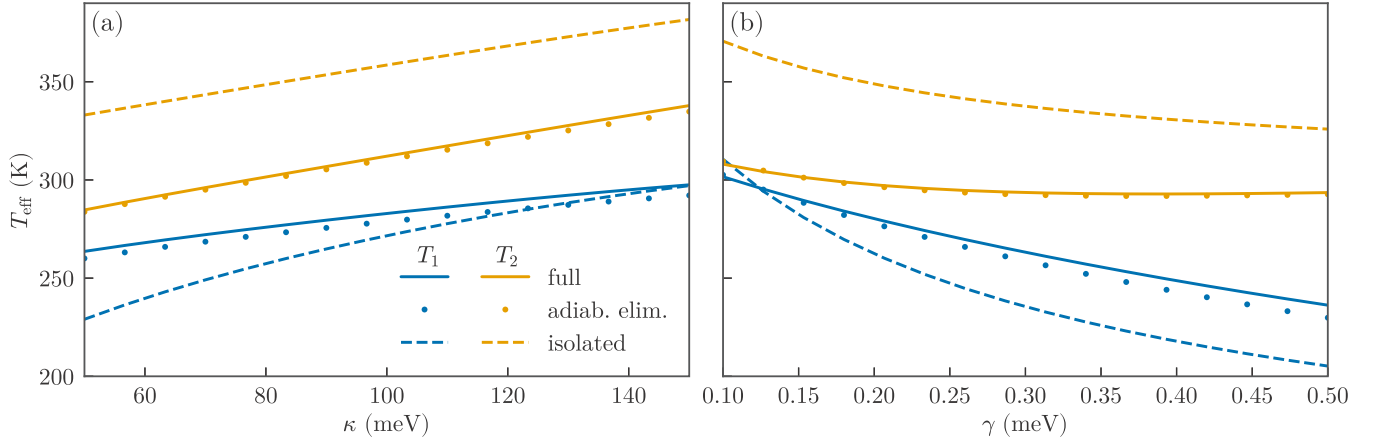 (a)
(b)
350
300
250
200
T_eff (K)
T_1 T_2
full
adiab. elim.
isolated
60 80 100 120 140
κ (meV)
0.10 0.15 0.20 0.25 0.30 0.35 0.40 0.45 0.50
γ (meV)